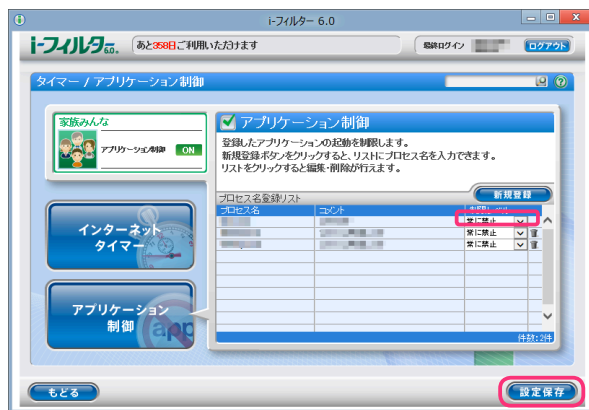 i-フィルター 6.0
i-フィルター6.0
あと358日ご利用いただけます
最終ログイン
ログアウト
タイマー / アプリケーション制御
家族みんな
アプリケーション制御
ON
インターネット
タイマー
アプリケーション
制御
アプリケーション制御
登録したアプリケーションの起動を制限します。
新規登録ボタンをクリックすると、リストにプロセス名を入力できます。
リストをクリックすると編集・削除が行えます。
プロセス名登録リスト
新規登録
プロセス名
コメント
常に禁止
常に禁止
常に禁止
件数:2件
もどる
設定保存